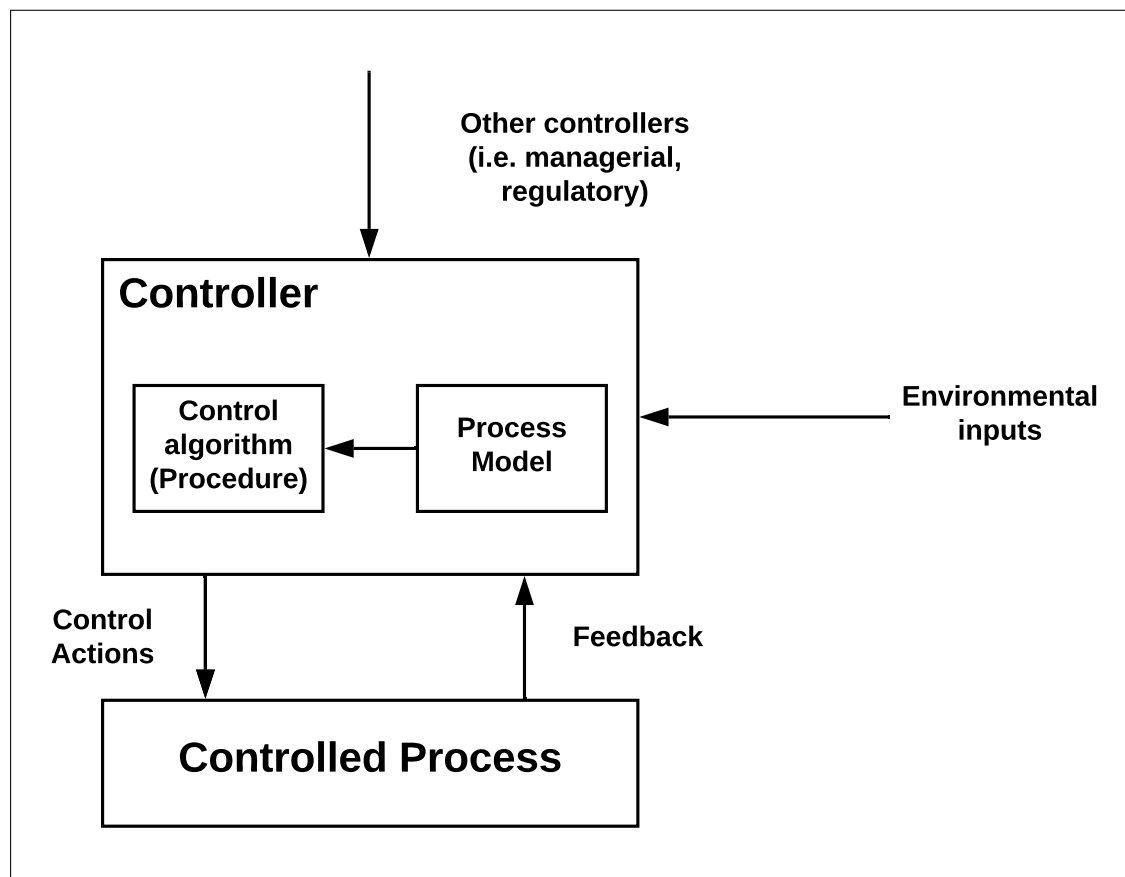 Other controllers
(i.e. managerial,
regulatory)
Controller
Control
algorithm
(Procedure)
Process
Model
Environmental
inputs
Control
Actions
Feedback
Controlled Process